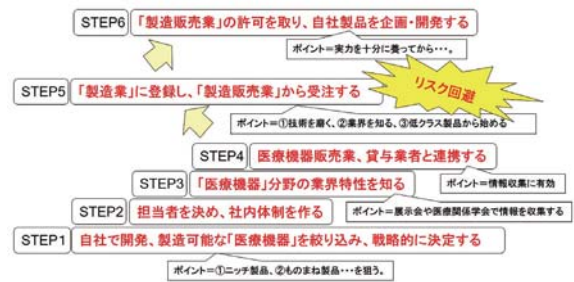 STEP6 「製造販売業」の許可を取り、自社製品を企画・開発する
ポイント=実力を十分に養ってから・・・。
STEP5 「製造業」に登録し、「製造販売業」から受注する
リスク回避
ポイント=①技術を磨く、②業界を知る、③低クラス製品から始める
STEP4 医療機器販売業、貸与業者と連携する
STEP3 「医療機器」分野の業界特性を知る
ポイント=情報収集に有効
STEP2 担当者を決め、社内体制を作る
ポイント=展示会や医療関係学会で情報を収集する
STEP1 自社で開発、製造可能な「医療機器」を絞り込み、戦略的に決定する
ポイント=①ニッチ製品、②ものまね製品・・・を狙う。